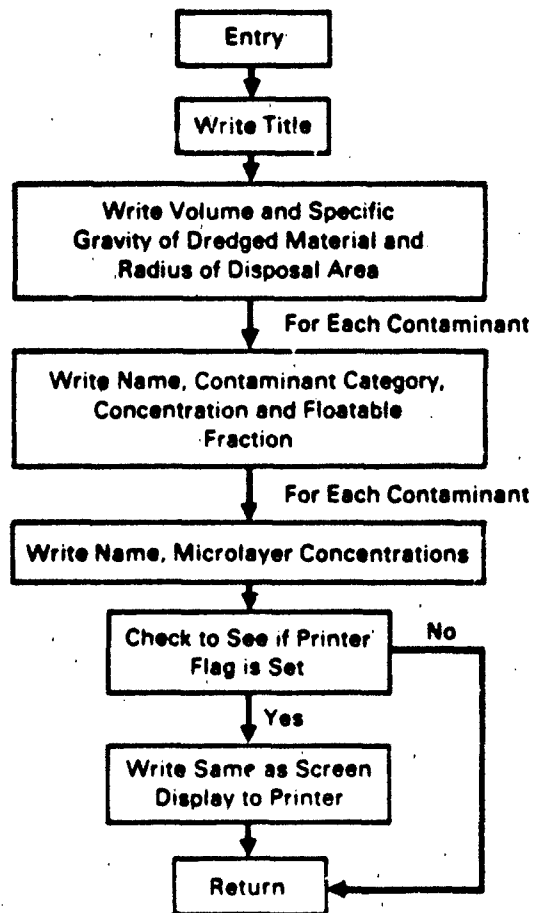 Entry
Write Title
Write Volume and Specific
Gravity of Dredged Material and
Radius of Disposal Area
For Each Contaminant
Write Name, Contaminant Category,
Concentration and Floatable
Fraction
For Each Contaminant
Write Name, Microlayer Concentrations
Check to See if Printer
Flag is Set
No
Yes
Write Same as Screen
Display to Printer
Return